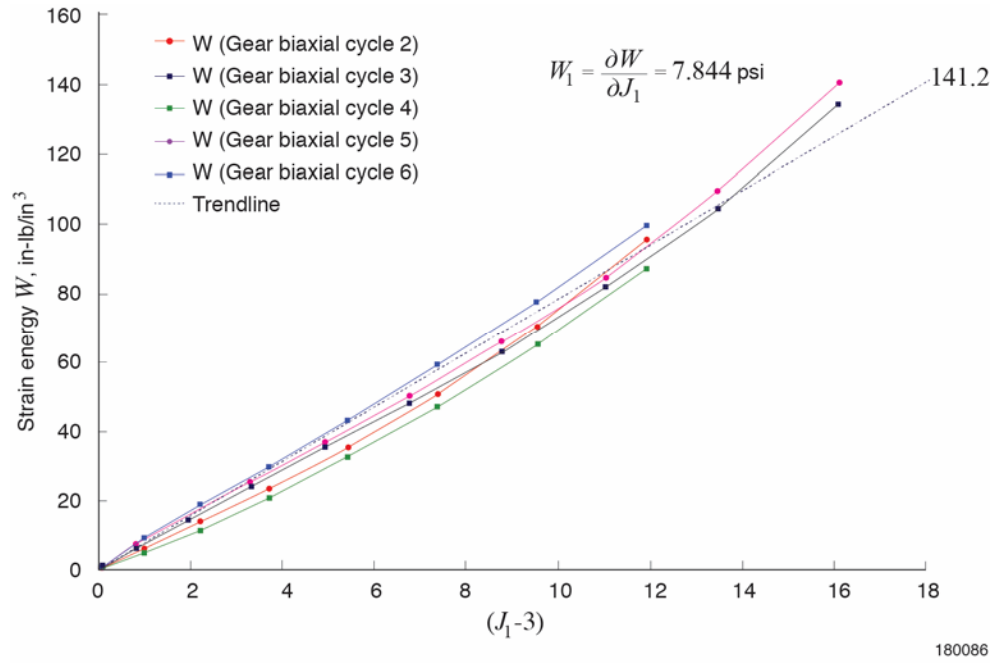 160
140
120
100
80
60
40
20
0
Strain energy W, in-lb/in³
W (Gear biaxial cycle 2)
W (Gear biaxial cycle 3)
W (Gear biaxial cycle 4)
W (Gear biaxial cycle 5)
W (Gear biaxial cycle 6)
Trendline
W₁ = ∂W/∂J₁ = 7.844 psi
141.2
0 2 4 6 8 10 12 14 16 18
(J₁-3)
180086